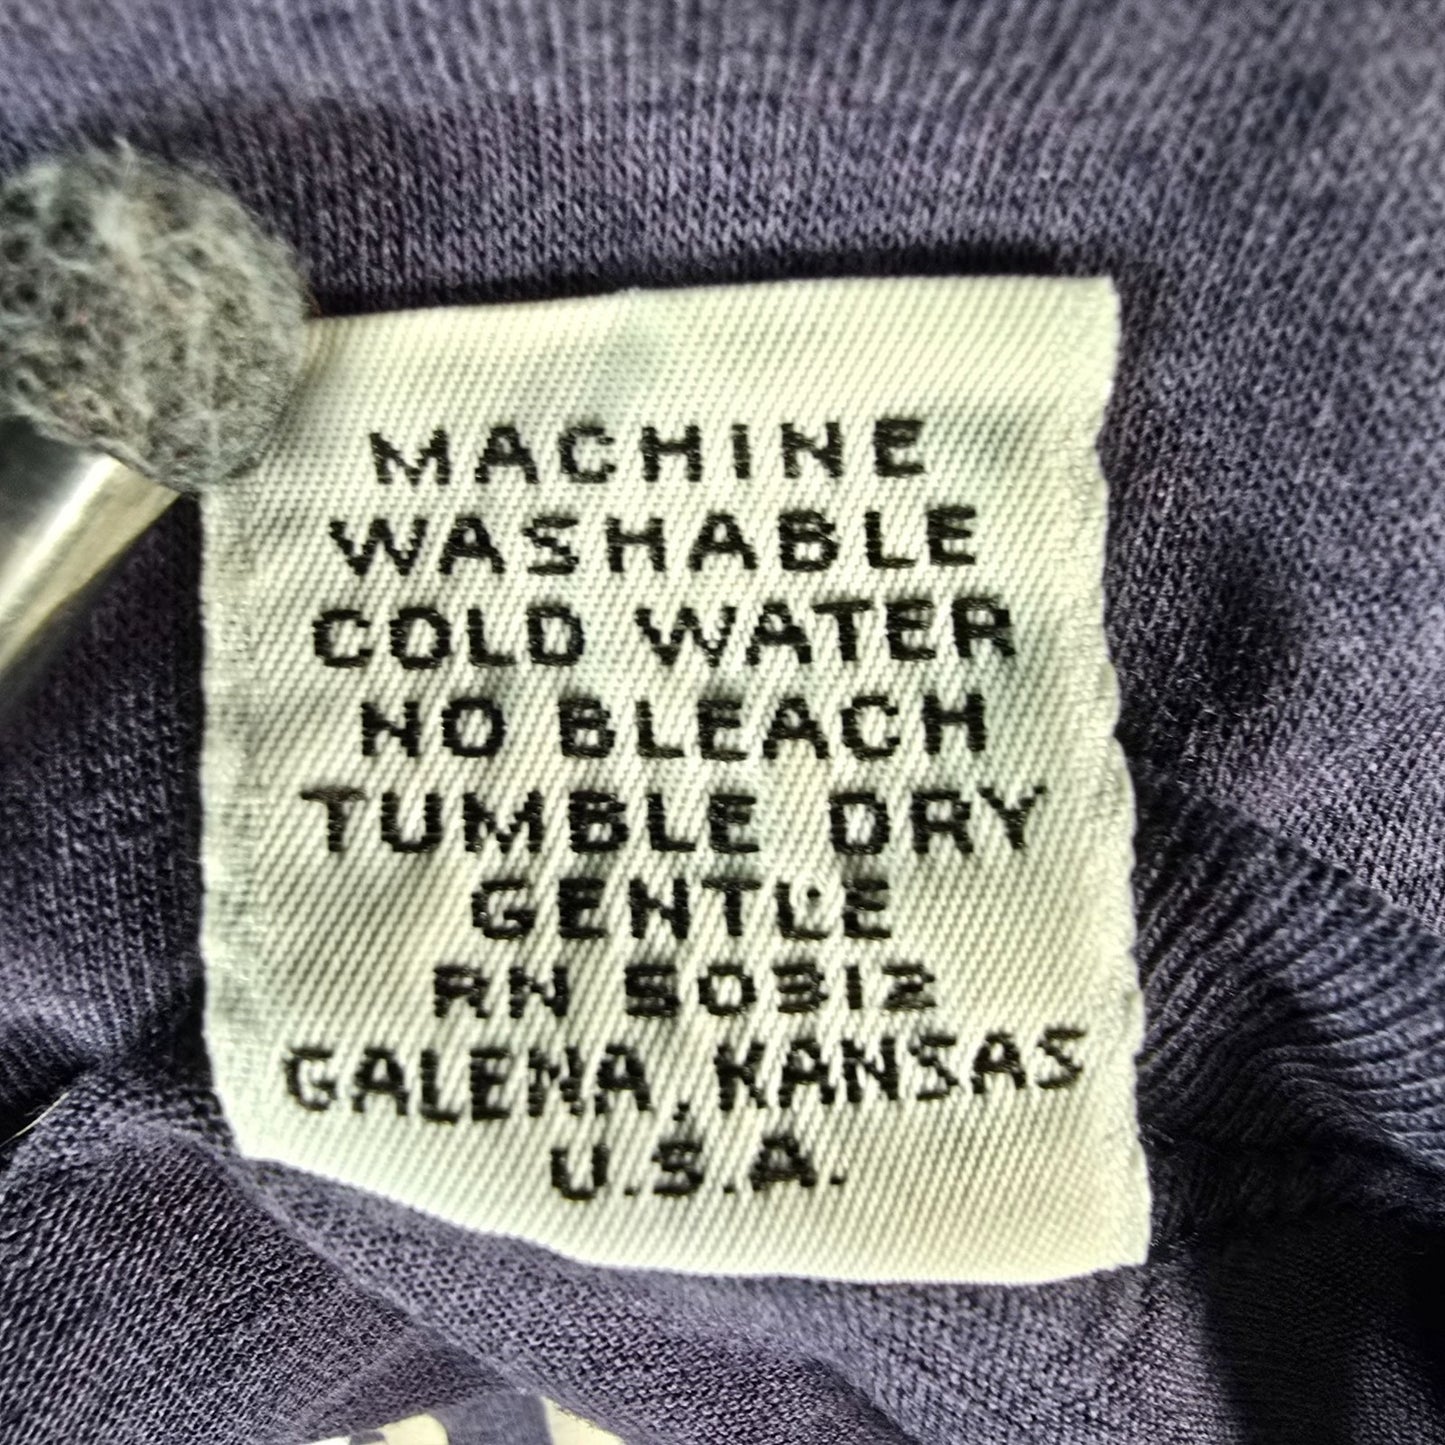 MACHINE
WASHABLE
COLD WATER
NO BLEACH
TUMBLE DRY
GENTLE
RN 50312
GALENA, KANSAS
U.S.A.